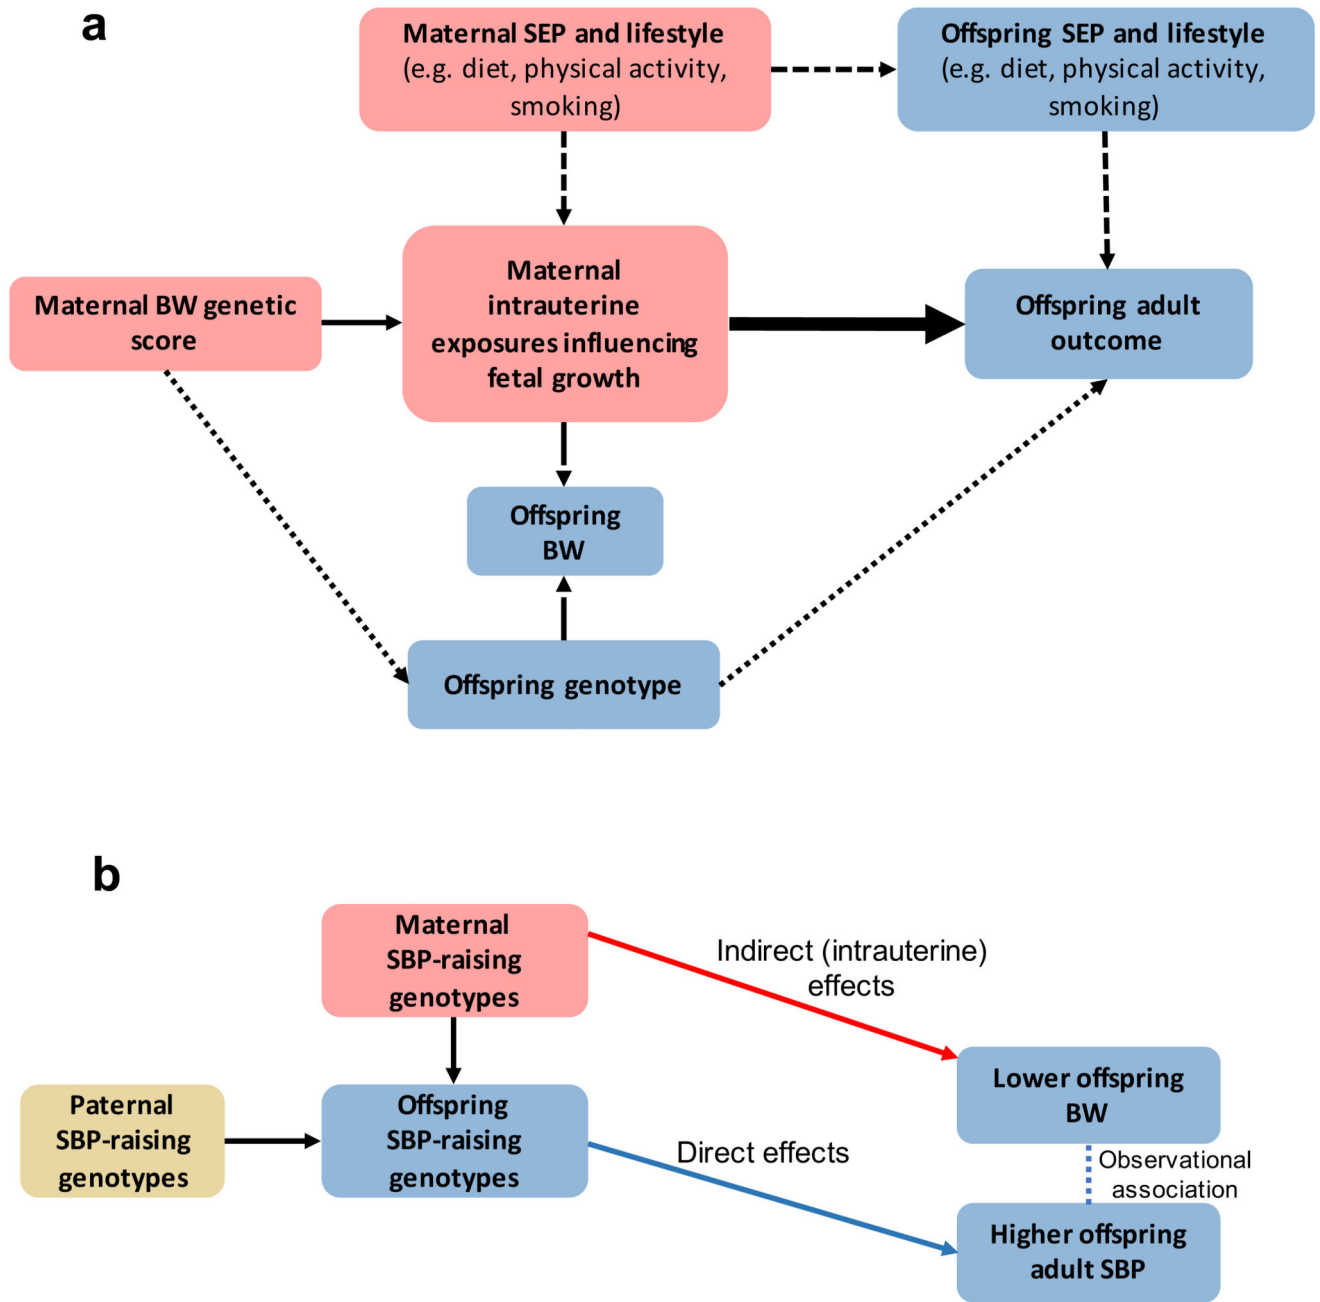 a
Maternal SEP and lifestyle
(e.g. diet, physical activity,
smoking)
Offspring SEP and lifestyle
(e.g. diet, physical activity,
smoking)
Maternal BW genetic
score
Maternal
intrauterine
exposures influencing
fetal growth
Offspring adult
outcome
Offspring
BW
Offspring genotype
b
Maternal
SBP-raising
genotypes
Indirect (intrauterine)
effects
Paternal
SBP-raising
genotypes
Offspring
SBP-raising
genotypes
Direct effects
Lower offspring
BW
Observational
association
Higher offspring
adult SBP